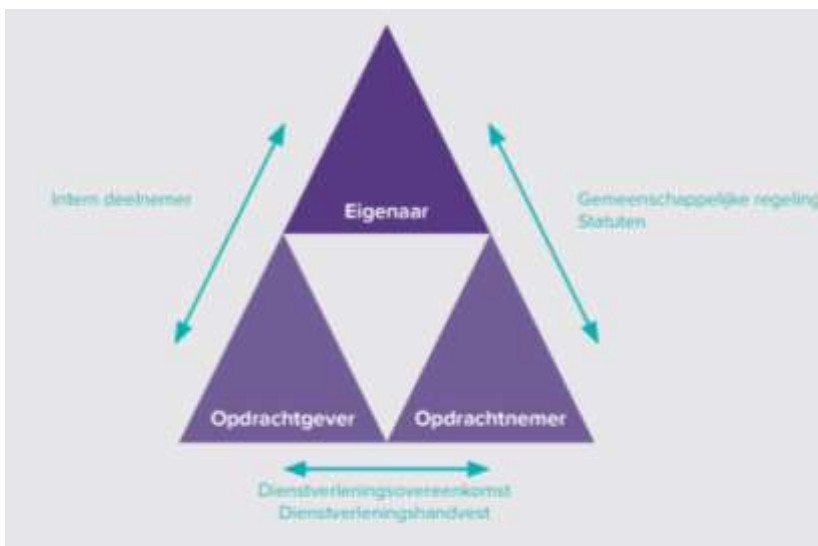 Eigenaar
Intern deelnemer
Gemeenschappelijke regeling
Statuten
Opdrachtgever
Opdrachtnemer
Dienstverleningsovereenkomst
Dienstverleningshandvest